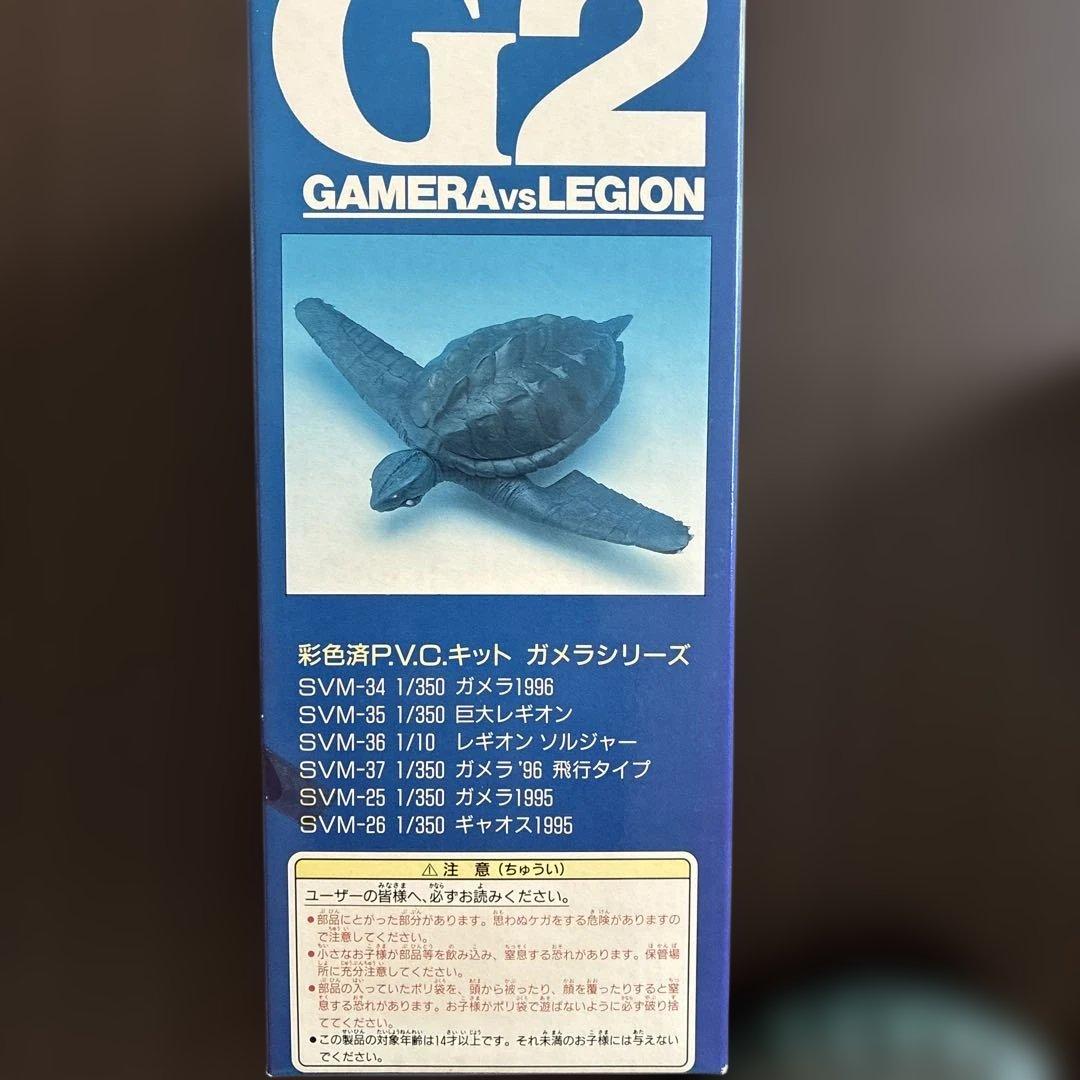 G2
GAMERA VS LEGION
彩色済P.V.C.キット ガメラシリーズ
SVM-34 1/350 ガメラ1996
SVM-35 1/350 巨大レギオン
SVM-36 1/10 レギオン ソルジャー
SVM-37 1/350 ガメラ'96 飛行タイプ
SVM-25 1/350 ガメラ1995
SVM-26 1/350 ギャオス1995
⚠注 意(ちゅうい)
ユーザーの皆様へ、必ずお読みください。
●部品にとがった部分があります。思わぬケガをする危険がありますの
で注意してください。
●小さなお子様が部品等を飲み込み、窒息する恐れがあります。保管場
所に充分注意してください。
●部品の入っていたポリ袋を、頭から被ったり、顔を覆ったりすると窒
息する恐れがあります。お子様がポリ袋で遊ばないように必ず破り捨
ててください。
●この製品の対象年齢は14才以上です。それ未満のお子様には与えない
でください。